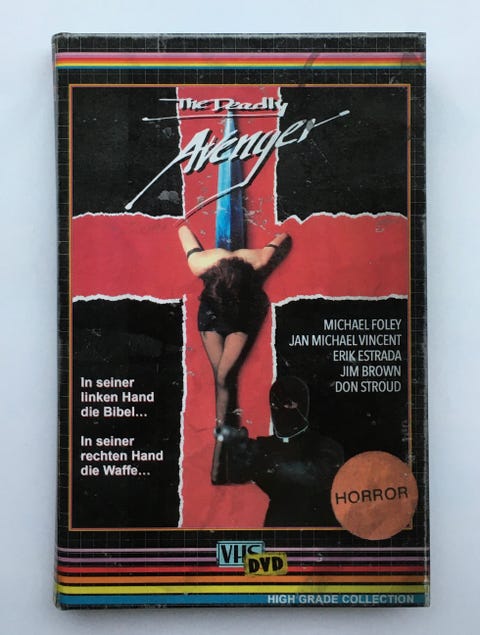 The Deadly
Avenger
MICHAEL FOLEY
JAN MICHAEL VINCENT
ERIK ESTRADA
JIM BROWN
DON STROUD
In seiner
linken Hand
die Bibel...
In seiner
rechten Hand
die Waffe...
HORROR
VHS
DVD
HIGH GRADE COLLECTION